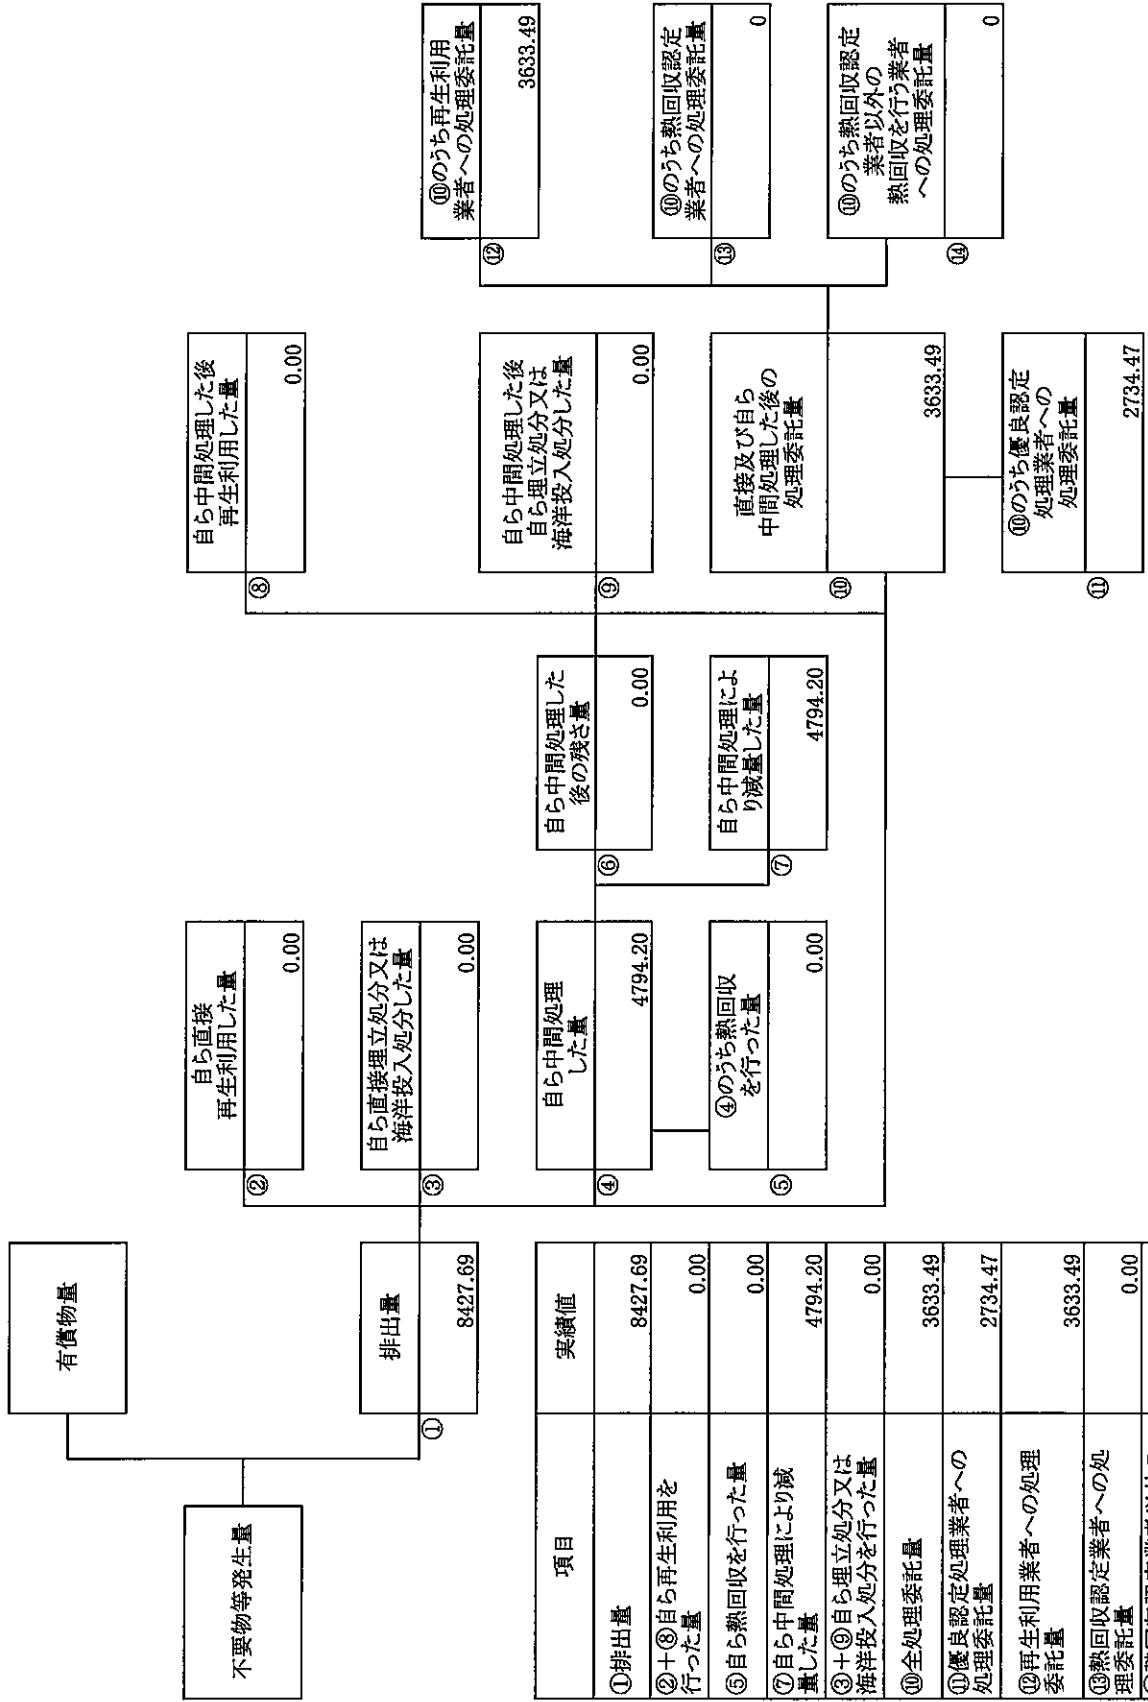 不要物等発生量
有償物量
①
排出量
8427.69
②
自ら直接
再生利用した量
0.00
③
自ら直接埋立処分又は
海洋投入処分した量
0.00
④
自ら中間処理
した量
4794.20
⑤
④のうち熱回収
を行った量
0.00
⑥
自ら中間処理した
後の残さ量
0.00
⑦
自ら中間処理によ
り減量した量
4794.20
⑧
自ら中間処理した後
再生利用した量
0.00
⑨
自ら中間処理した後
自ら埋立処分又は
海洋投入処分した量
0.00
⑩
直接及び自ら
中間処理した後の
処理委託量
3633.49
⑪
⑩のうち優良認定
処理業者への
処理委託量
2734.47
⑫
⑩のうち再生利用
業者への処理委託量
3633.49
⑬
⑩のうち熱回収認定
業者への処理委託量
0
⑭
⑩のうち熱回収認定
業者以外の
熱回収を行う業者
への処理委託量
0
項目 実績値
①排出量 8427.69
②+⑧自ら再生利用を
行った量 0.00
⑤自ら熱回収を行った量 0.00
⑦自ら中間処理により減
量した量 4794.20
③+⑨自ら埋立処分又は
海洋投入処分を行った量 0.00
⑩全処理委託量 3633.49
⑪優良認定処理業者への
処理委託量 2734.47
⑫再生利用業者への処理
委託量 3633.49
⑬熱回収認定業者への処
理委託量 0.00